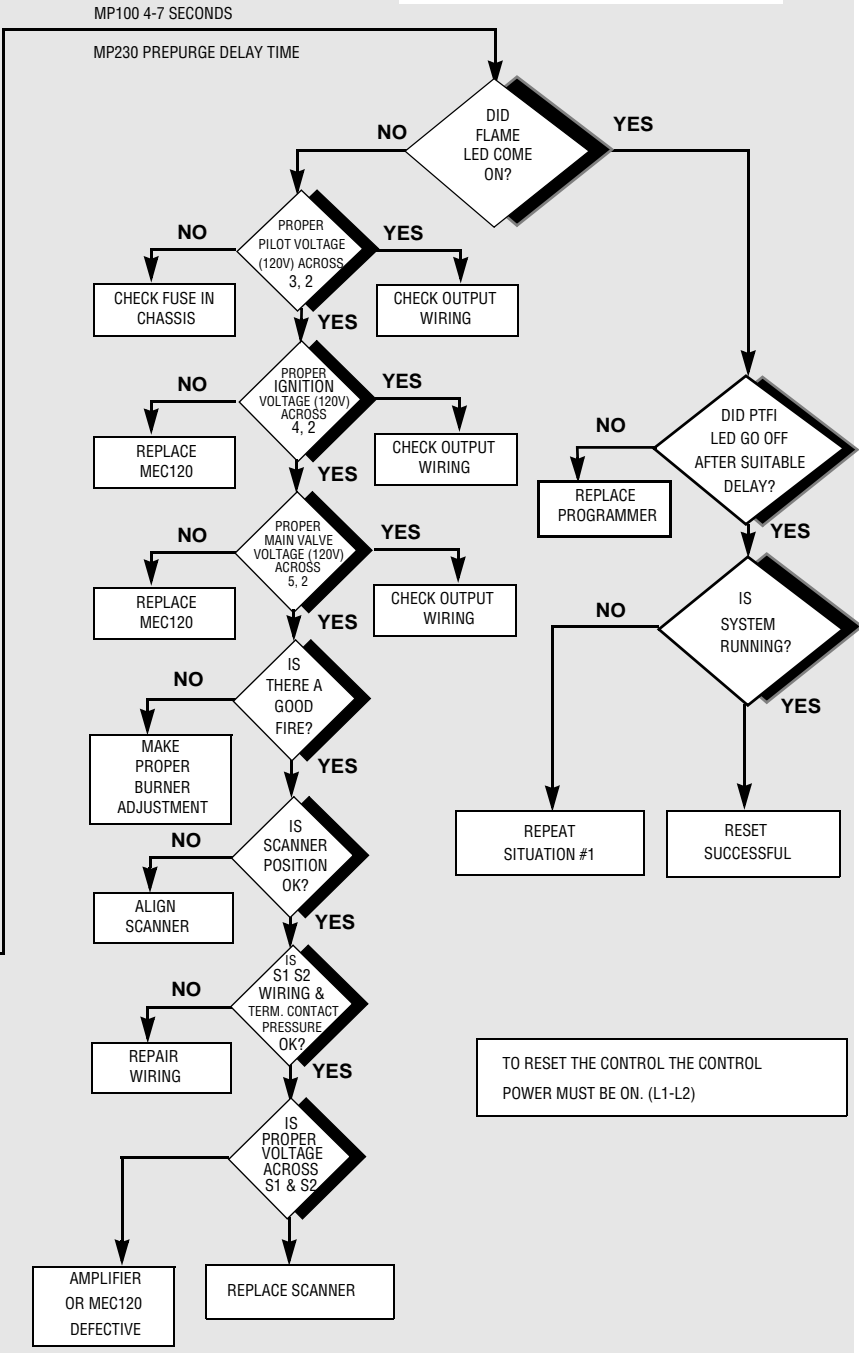 MP100 4-7 SECONDS
MP230 PREPURGE DELAY TIME
DID
FLAME
LED COME
ON?
NO
YES
PROPER
PILOT VOLTAGE
(120V) ACROSS
3, 2
NO
YES
CHECK FUSE IN
CHASSIS
CHECK OUTPUT
WIRING
YES
PROPER
IGNITION
VOLTAGE (120V)
ACROSS
4, 2
NO
YES
REPLACE
MEC120
CHECK OUTPUT
WIRING
YES
PROPER
MAIN VALVE
VOLTAGE (120V)
ACROSS
5, 2
NO
YES
REPLACE
MEC120
CHECK OUTPUT
WIRING
YES
IS
THERE A
GOOD
FIRE?
NO
MAKE
PROPER
BURNER
ADJUSTMENT
YES
IS
SCANNER
POSITION
OK?
NO
ALIGN
SCANNER
YES
IS
S1 S2
WIRING &
TERM. CONTACT
PRESSURE
OK?
NO
REPAIR
WIRING
YES
IS
PROPER
VOLTAGE
ACROSS
S1 & S2
AMPLIFIER
OR MEC120
DEFECTIVE
REPLACE SCANNER
DID PTFI
LED GO OFF
AFTER SUITABLE
DELAY?
NO
REPLACE
PROGRAMMER
YES
IS
SYSTEM
RUNNING?
NO
YES
REPEAT
SITUATION #1
RESET
SUCCESSFUL
TO RESET THE CONTROL THE CONTROL
POWER MUST BE ON. (L1-L2)